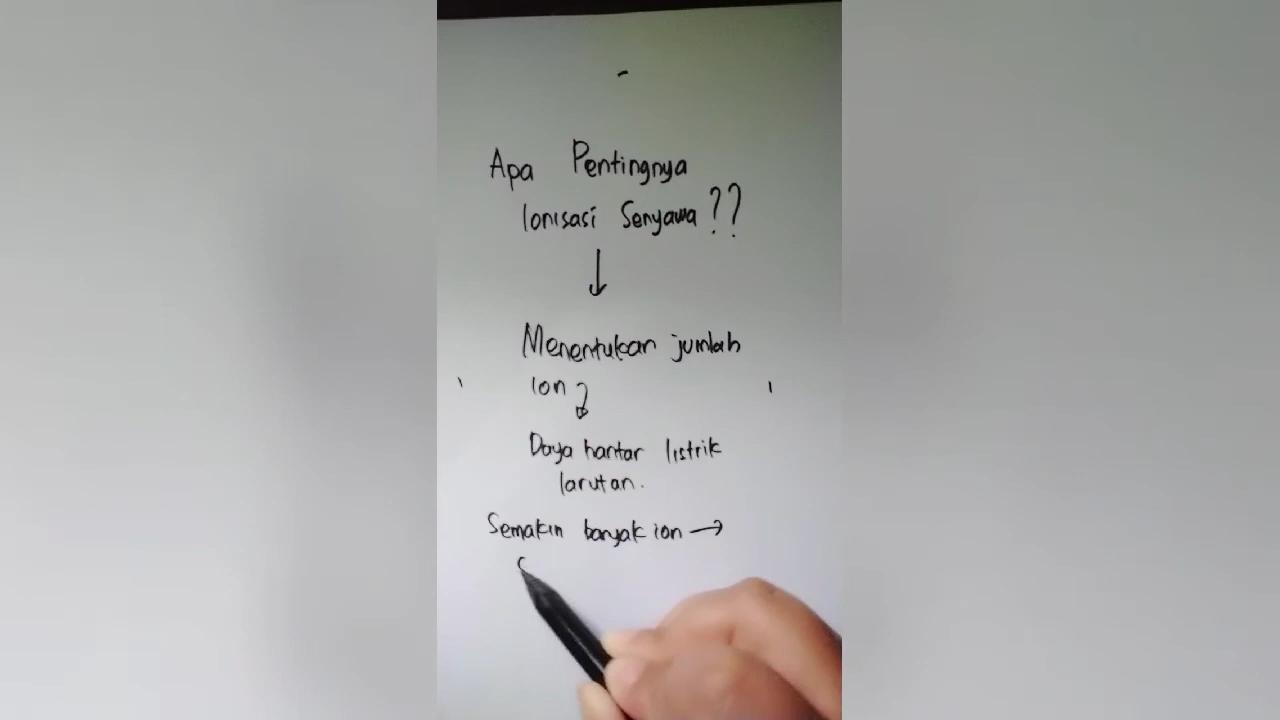 Apa Pentingnya
Ionisasi Senyawa??
Menentukan jumlah
ion
Daya hantar listrik
larutan.
Semakin banyak ion →